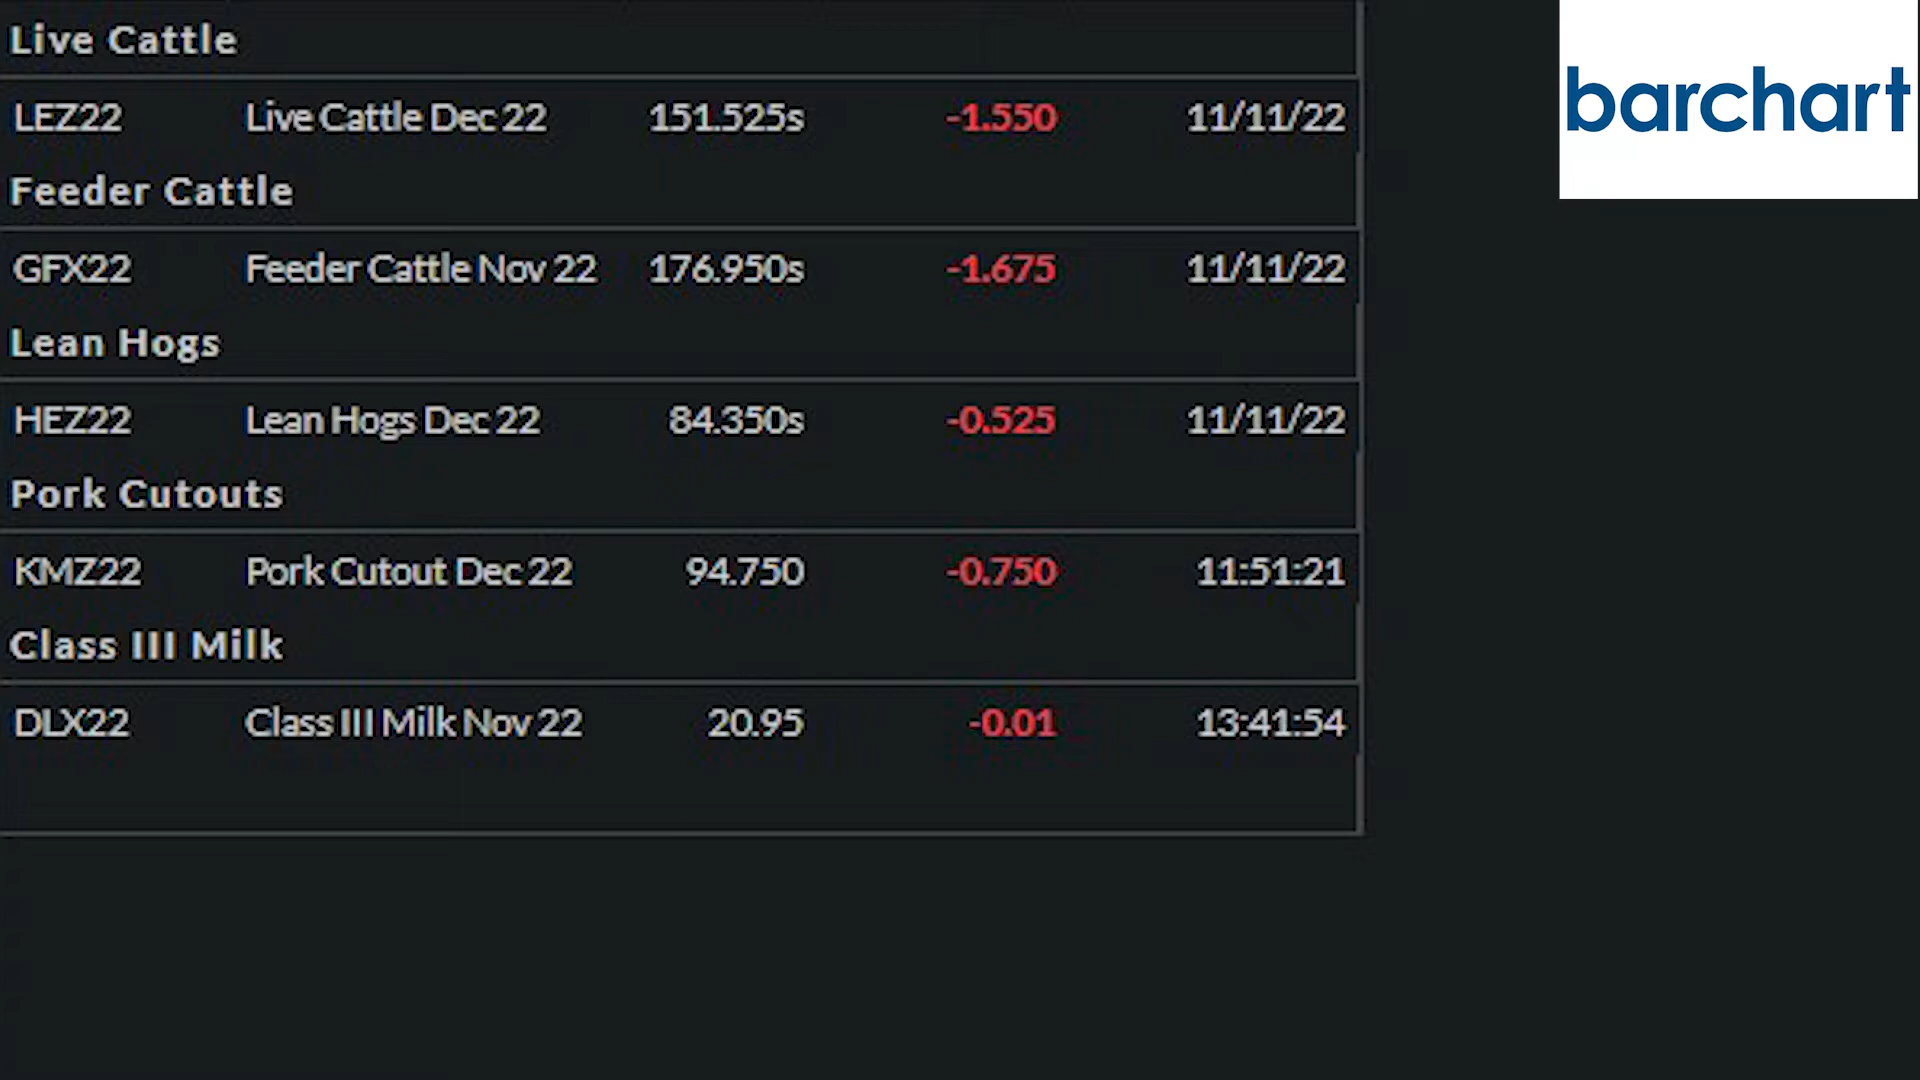 Live Cattle
LEZ22 Live Cattle Dec 22 151.525s -1.550 11/11/22
Feeder Cattle
GFX22 Feeder Cattle Nov 22 176.950s -1.675 11/11/22
Lean Hogs
HEZ22 Lean Hogs Dec 22 84.350s -0.525 11/11/22
Pork Cutouts
KMZ22 Pork Cutout Dec 22 94.750 -0.750 11:51:21
Class III Milk
DLX22 Class III Milk Nov 22 20.95 -0.01 13:41:54
barchart